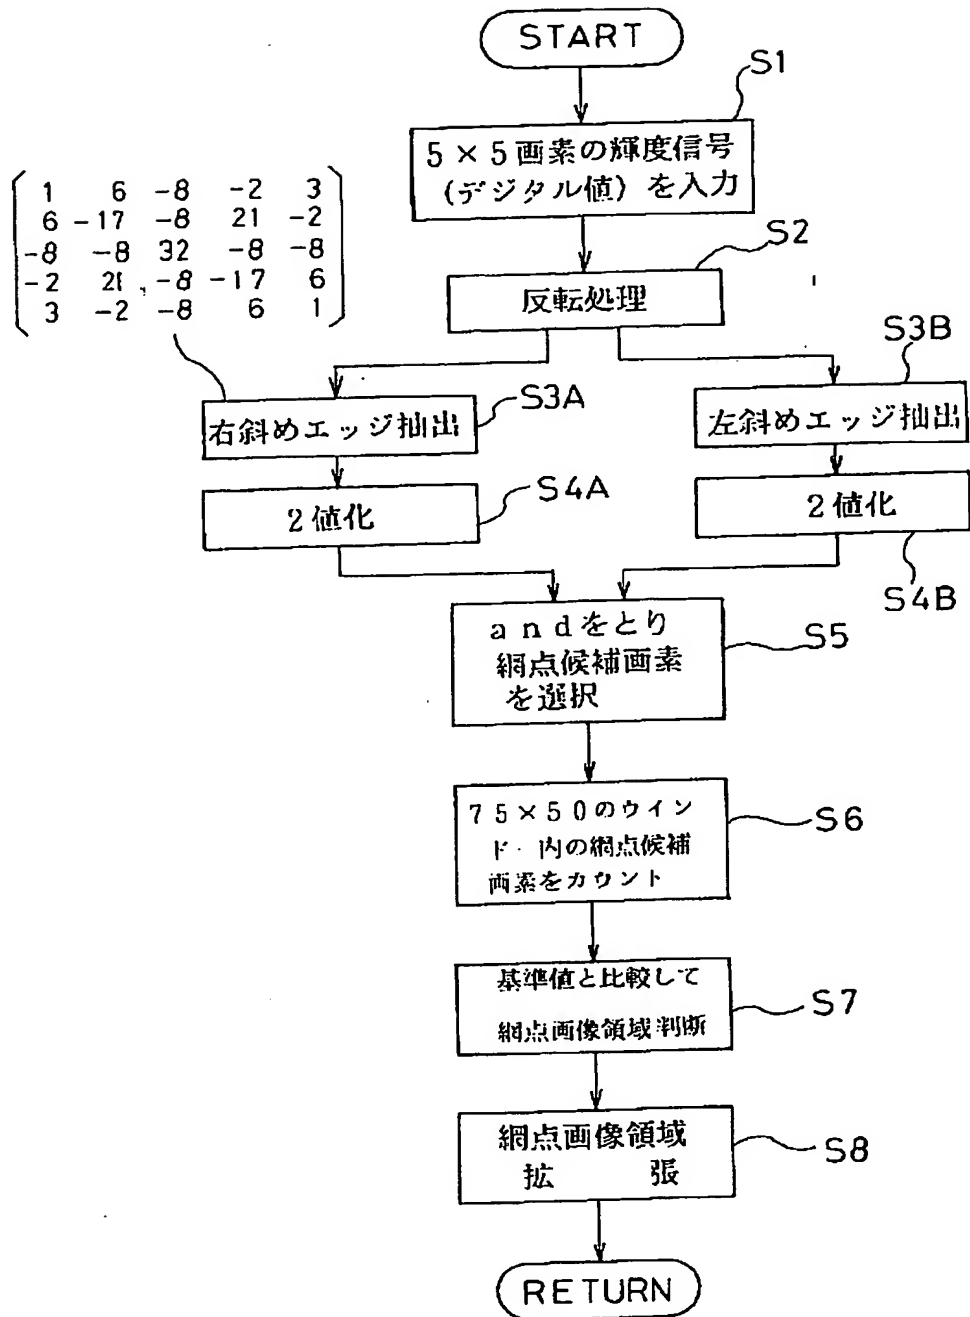 START
S1
5×5画素の輝度信号
(デジタル値)を入力
1 6 -8 -2 3
6 -17 -8 21 -2
-8 -8 32 -8 -8
-2 21 -8 -17 6
3 -2 -8 6 1
S2
反転処理
S3A
右斜めエッジ抽出
S3B
左斜めエッジ抽出
S4A
2値化
2値化
S4B
andをとり
網点候補画素
を選択
S5
75×50のウイン
ド内の網点候補
画素をカウント
S6
基準値と比較して
網点画像領域判断
S7
網点画像領域
拡 張
S8
RETURN